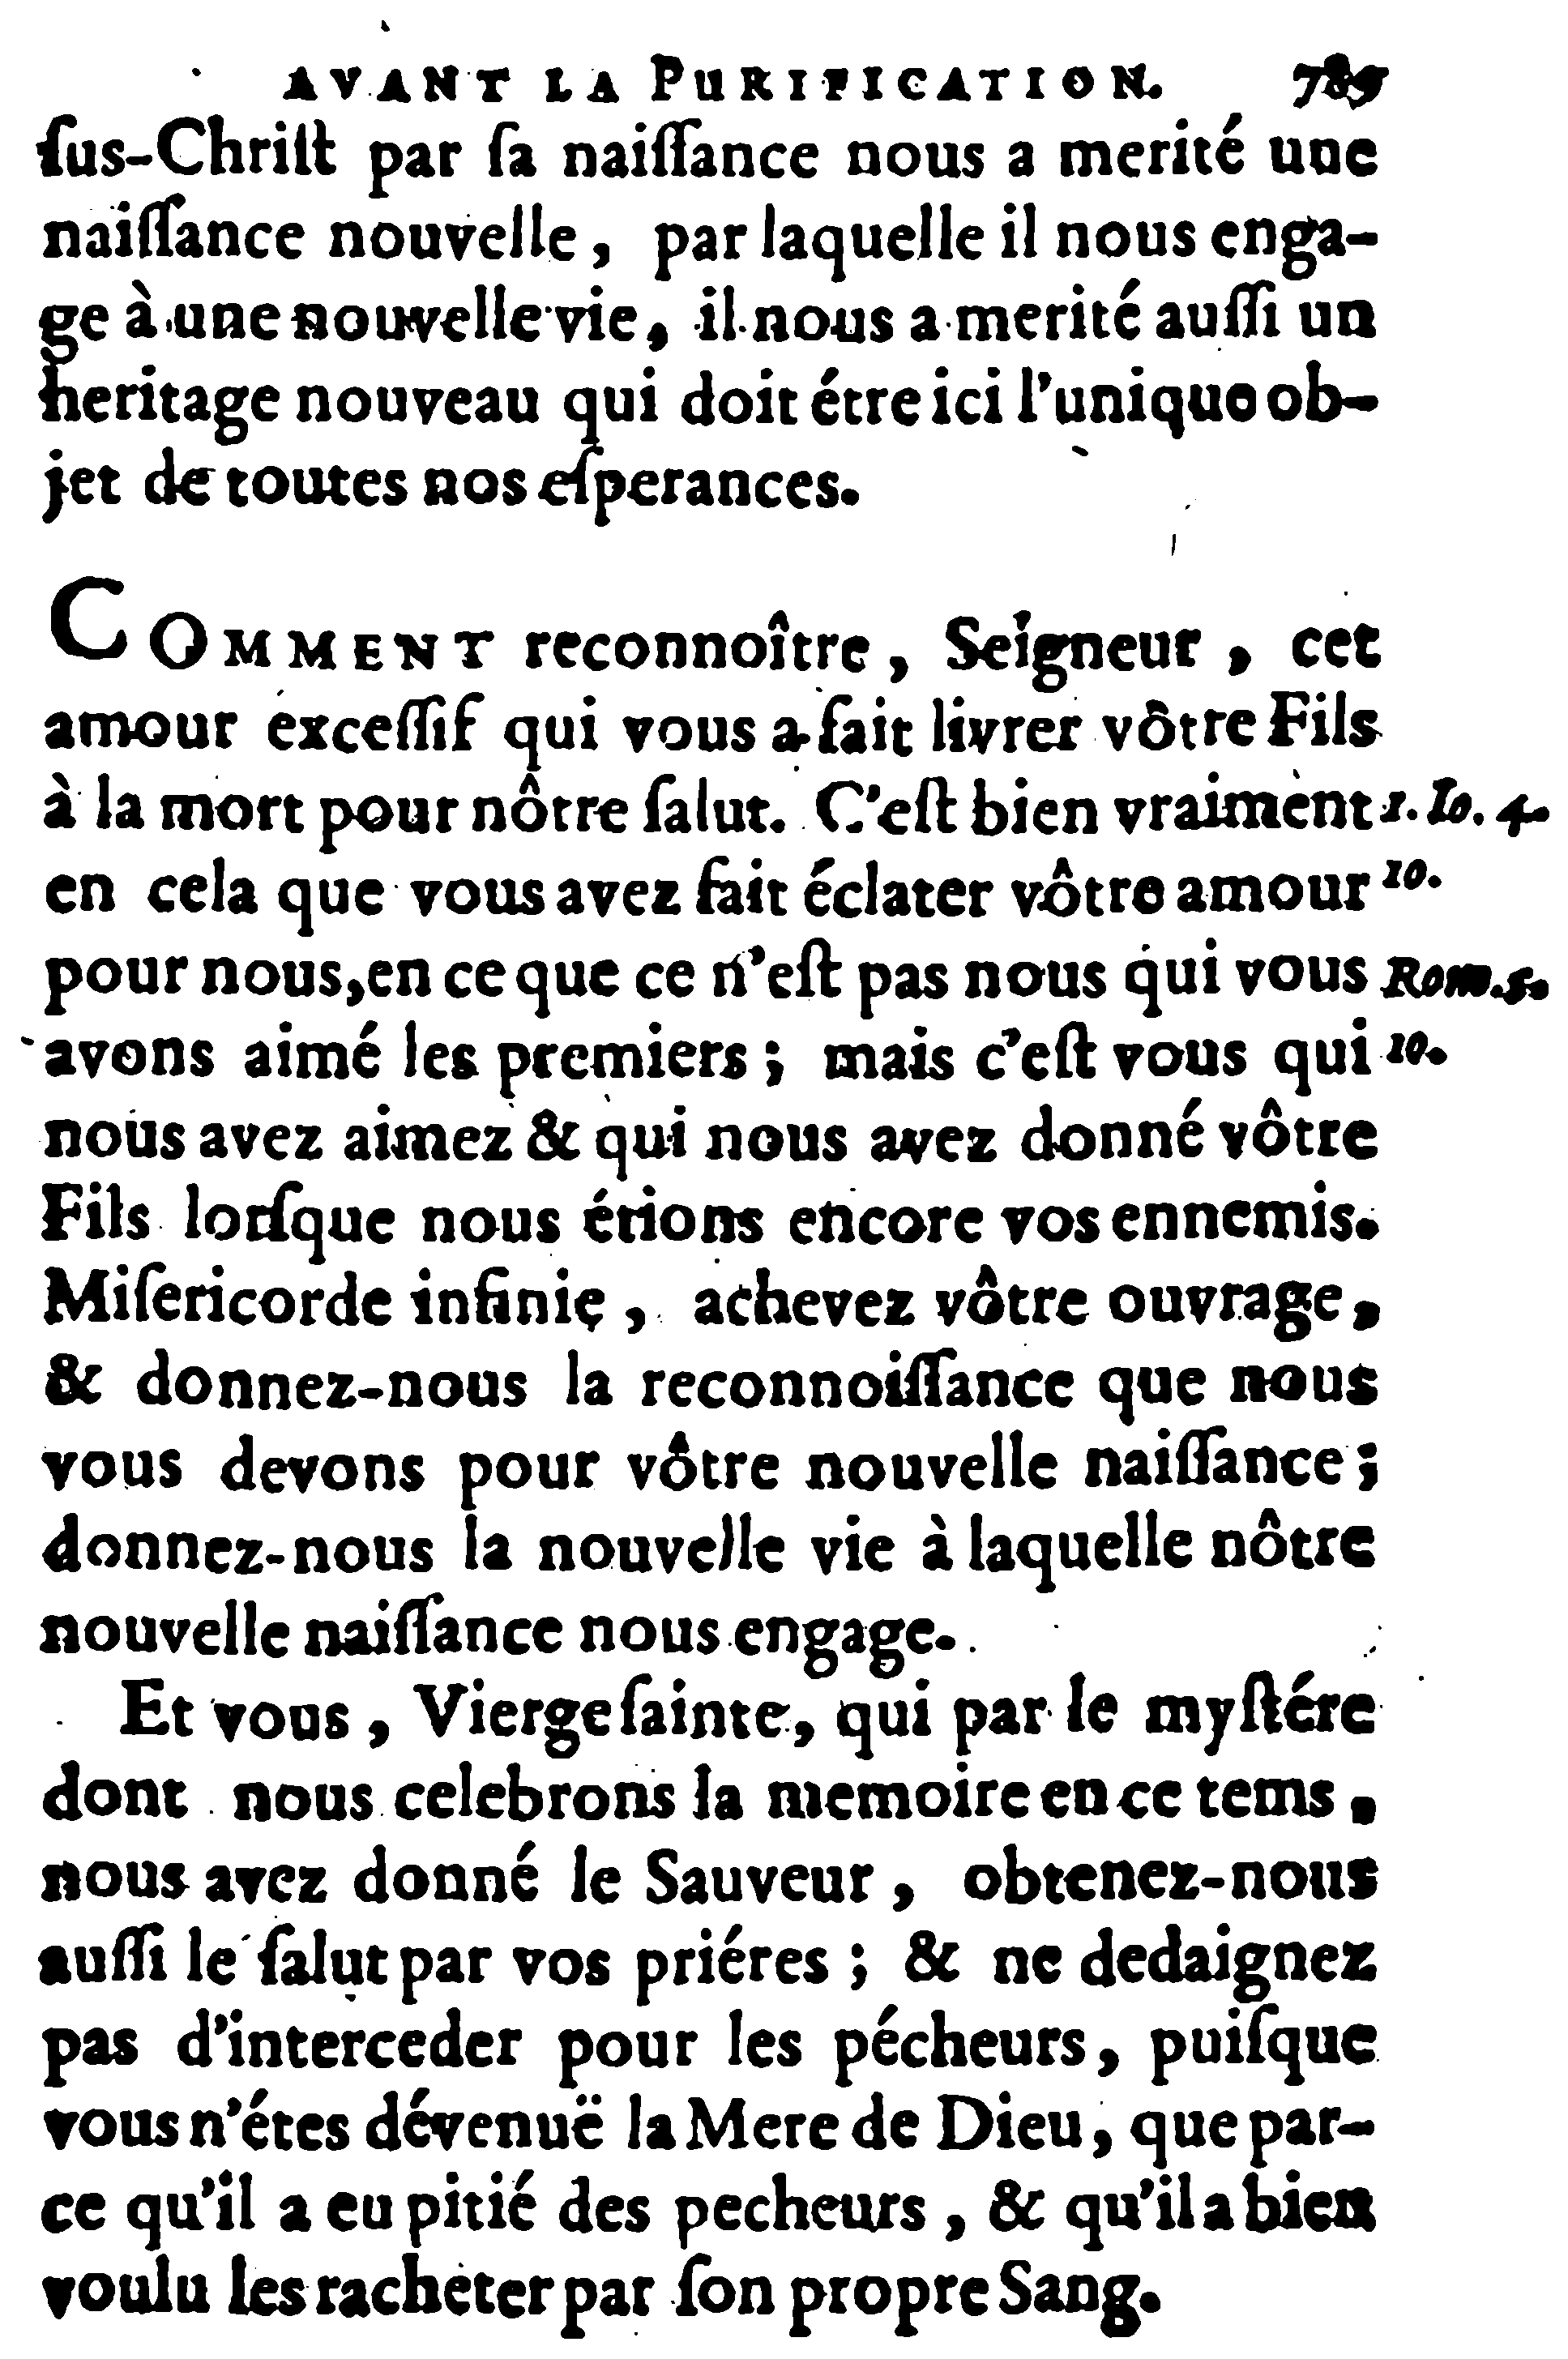 AVANT LA PURIFICATION. 789
ſus-Chriſt par ſa naiſſance nous a merité une
naiſſance nouvelle, par laquelle il nous enga-
ge à une nouvelle vie, il nous a merité auſſi un
heritage nouveau qui doit étre ici l'unique ob-
jet de toutes nos eſperances.
COMMENT reconnoître, Seigneur, cet
amour exceſſif qui vous a fait livrer vôtre Fils
à la mort pour nôtre ſalut. C'eſt bien vraiment 1. Io. 4.
en cela que vous avez fait éclater vôtre amour 10.
pour nous, en ce que ce n'eſt pas nous qui vous Rom. 5.
avons aimé les premiers; mais c'eſt vous qui 10.
nous avez aimez & qui nous avez donné vôtre
Fils lorſque nous étions encore vos ennemis.
Miſericorde infinie, achevez vôtre ouvrage,
& donnez-nous la reconnoiſſance que nous
vous devons pour vôtre nouvelle naiſſance;
donnez-nous la nouvelle vie à laquelle nôtre
nouvelle naiſſance nous engage.
Et vous, Vierge ſainte, qui par le myſtére
dont nous celebrons la memoire en ce tems,
nous avez donné le Sauveur, obtenez-nous
auſſi le ſalut par vos priéres; & ne dedaignez
pas d'interceder pour les pécheurs, puiſque
vous n'étes dévenuë la Mere de Dieu, que par-
ce qu'il a eu pitié des pecheurs, & qu'il a bien
voulu les racheter par ſon propre Sang.